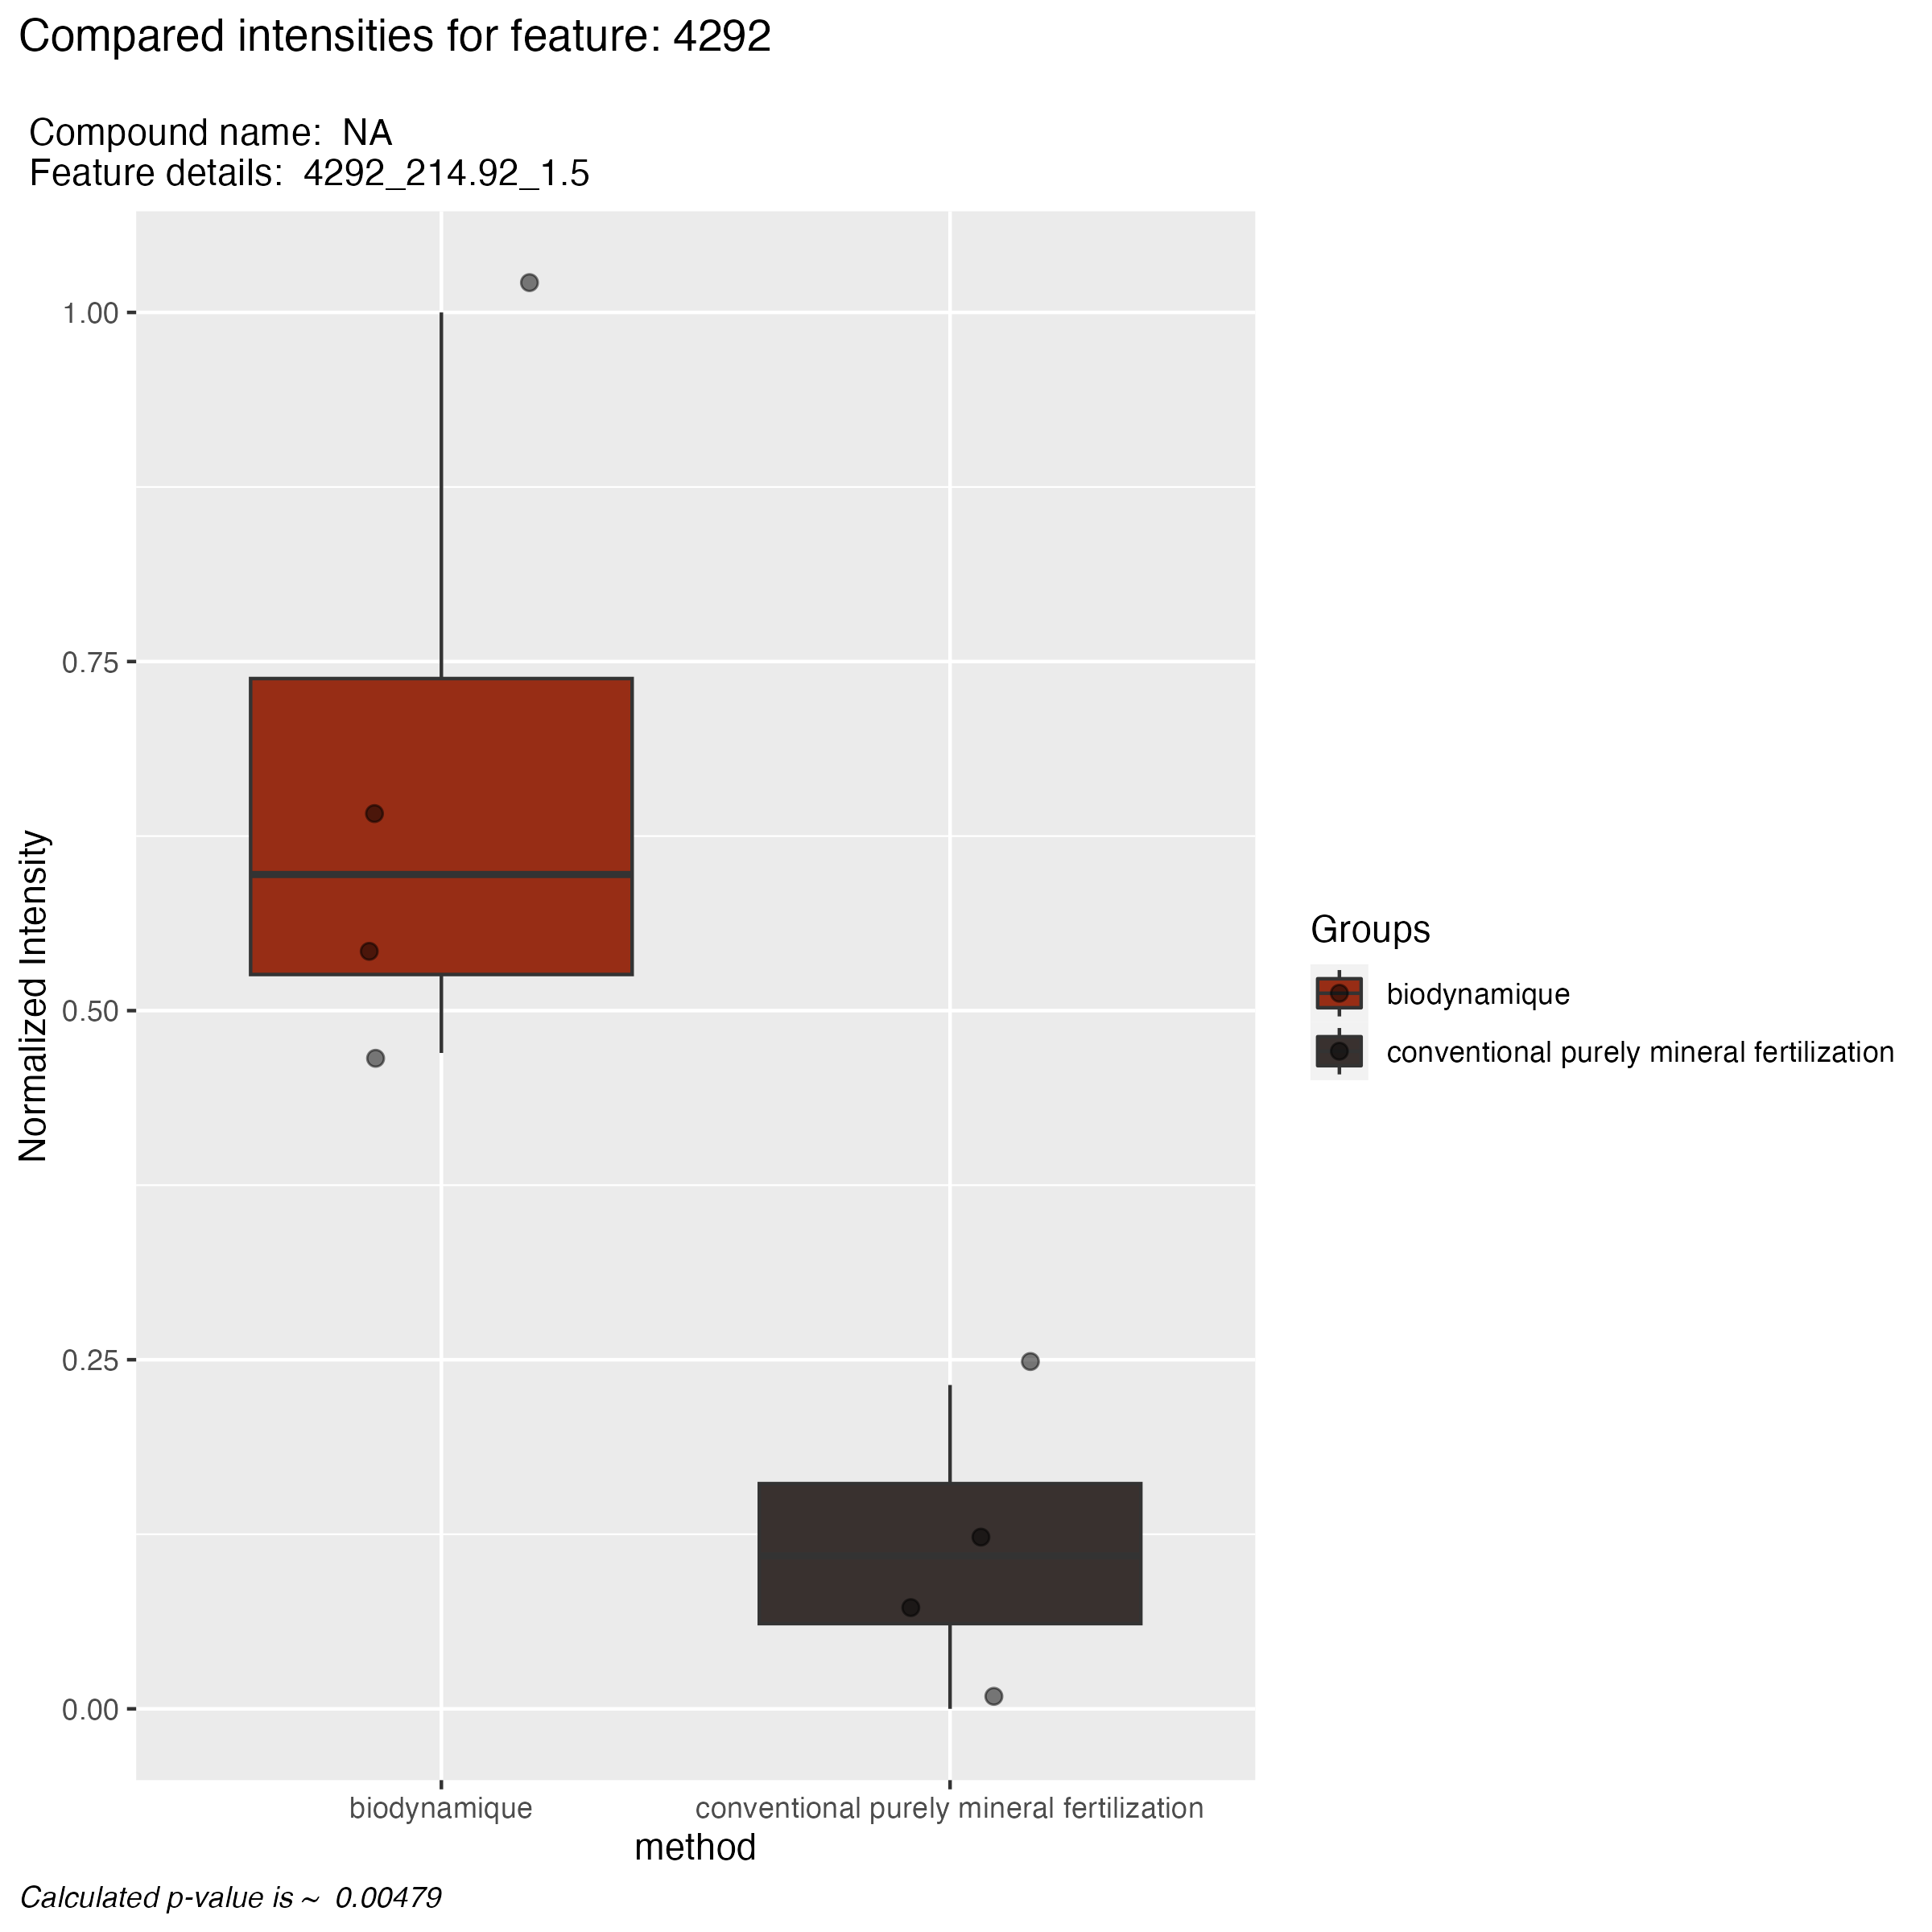 Compared intensities for feature: 4292
Compound name: NA
Feature details: 4292_214.92_1.5
1.00
0.75
0.50
0.25
0.00
Normalized Intensity
biodynamique
conventional purely mineral fertilization
method
Groups
biodynamique
conventional purely mineral fertilization
Calculated p-value is ~ 0.00479